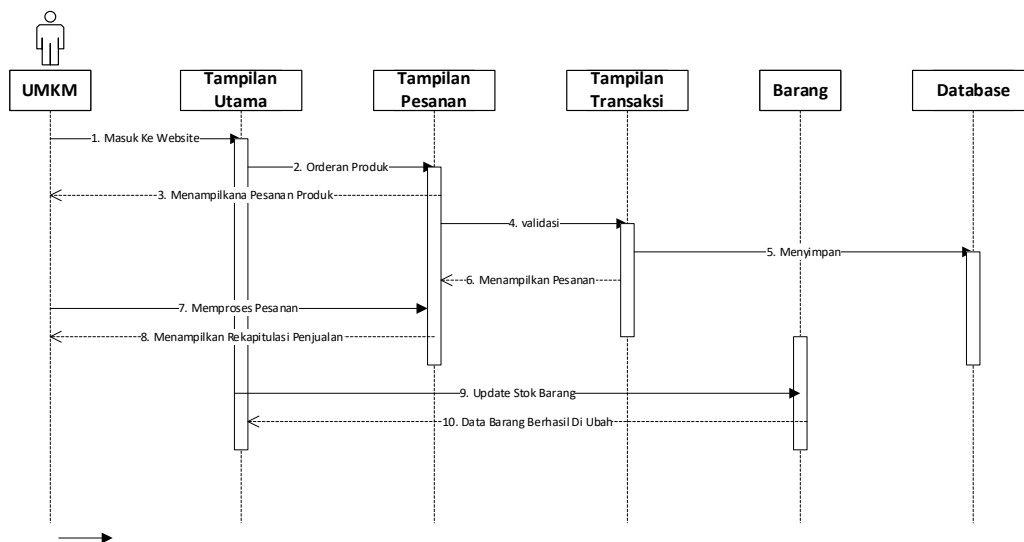 UMKM
Tampilan
Utama
Tampilan
Pesanan
Tampilan
Transaksi
Barang
Database
1. Masuk Ke Website
2. Orderan Produk
3. Menampilkana Pesanan Produk
4. validasi
5. Menyimpan
6. Menampilkan Pesanan
7. Memproses Pesanan
8. Menampilkan Rekapitulasi Penjualan
9. Update Stok Barang
10. Data Barang Berhasil Di Ubah